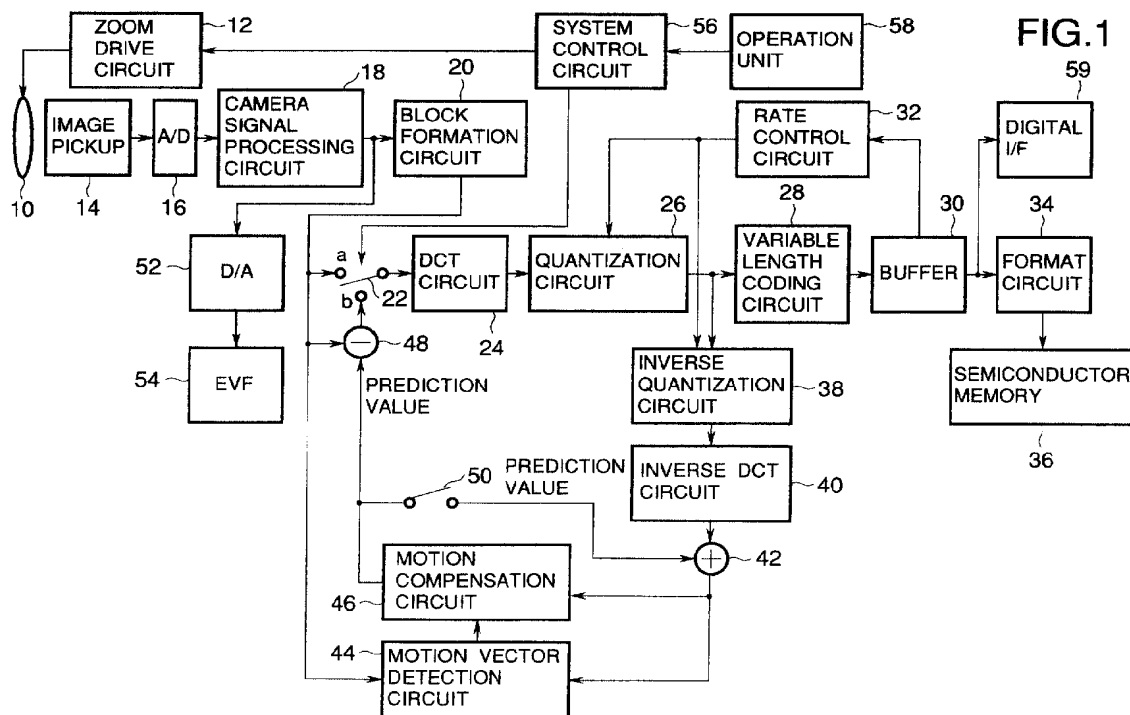 FIG.1
ZOOM
DRIVE
CIRCUIT
12
SYSTEM
CONTROL
CIRCUIT
56
OPERATION
UNIT
58
59
10
IMAGE
PICKUP
14
A/D
16
CAMERA
SIGNAL
PROCESSING
CIRCUIT
18
BLOCK
FORMATION
CIRCUIT
20
RATE
CONTROL
CIRCUIT
32
DIGITAL
I/F
52
D/A
a
b
22
DCT
CIRCUIT
24
QUANTIZATION
CIRCUIT
26
VARIABLE
LENGTH
CODING
CIRCUIT
28
BUFFER
30
FORMAT
CIRCUIT
34
54
EVF
48
PREDICTION
VALUE
INVERSE
QUANTIZATION
CIRCUIT
38
SEMICONDUCTOR
MEMORY
36
50
PREDICTION
VALUE
INVERSE DCT
CIRCUIT
40
42
MOTION
COMPENSATION
CIRCUIT
46
44
MOTION VECTOR
DETECTION
CIRCUIT